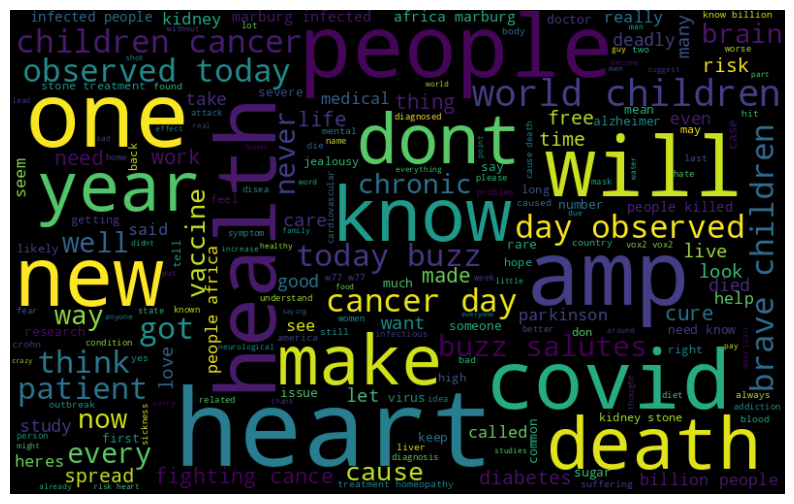 infected people
kidney
marburg infected
africa marburg
doctor
really
know billion
without
lot
body
man
many
children cancer
people
deadly
two
guy
worse
brain
observed today
shot
become
men
suggest
risk
part
stone treatment
found
severe
world
world children
one
take
medical
thing
mean
even
lead
attack
diagnosed
free
alzheimer
hit
effect
real
never
life
dont
time
may
case
need
work
mental
name
die
human
everything
point
will
cause death
sad
home
back
seem
year
jealousy
say
please
water
hate
last
health
disea
cardiovascular
chronic
long
mask
problem
feel
vaccine
know
number
people killed
getting
word
caused
due
said
care
day observed
likely
well
didnt
tell
symptom
family
rare
country
vox2 vox2
today buzz
live
new
increase
healthy
hope
look
good
w77 w77
made
week
amp
died
put
much
food
little
help
fear
anyone
state
known
understand
cancer day
parkinson
cure
way
research
people africa
saying
women
everyone
brave children
got
see
want
someone
don
need know
crohn
condition
america
still
infectious
better
around
american
crazy
yes
love
neurological
make
buzz salutes
right
pay
think
issue
bad
thought
patient
high
covid
diet
always
related
let
virus
idea
addiction
outbreak
sickness
sorry
thank
heart
kidney stone
blood
study
now
person
first
keep
called
common
death
might
every
liver
studies
heres
diagnosis
sugar
spread
cause
diabetes
billion people
already
risk heart
fighting cance
treatment homeopathy
suffering